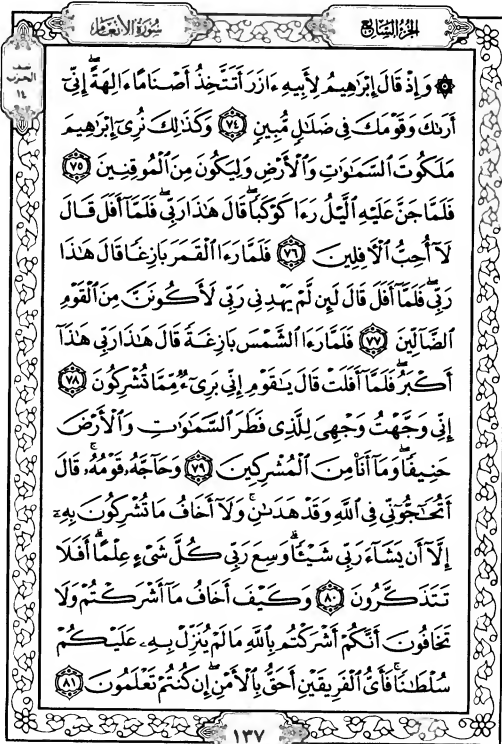 الجزء السابع
سورة الأنعام
نصف
الحزب
١٤
۞ وَإِذْ قَالَ إِبْرَٰهِيمُ لِأَبِيهِ ءَازَرَ أَتَتَّخِذُ أَصْنَامًا ءَالِهَةً ۖ إِنِّىٓ
أَرَىٰكَ وَقَوْمَكَ فِى ضَلَٰلٍ مُّبِينٍ ﴿٧٤﴾ وَكَذَٰلِكَ نُرِىٓ إِبْرَٰهِيمَ
مَلَكُوتَ ٱلسَّمَٰوَٰتِ وَٱلْأَرْضِ وَلِيَكُونَ مِنَ ٱلْمُوقِنِينَ ﴿٧٥﴾
فَلَمَّا جَنَّ عَلَيْهِ ٱلَّيْلُ رَءَا كَوْكَبًا ۖ قَالَ هَٰذَا رَبِّى ۖ فَلَمَّآ أَفَلَ قَالَ
لَآ أُحِبُّ ٱلْءَافِلِينَ ﴿٧٦﴾ فَلَمَّا رَءَا ٱلْقَمَرَ بَازِغًا قَالَ هَٰذَا
رَبِّى ۖ فَلَمَّآ أَفَلَ قَالَ لَئِن لَّمْ يَهْدِنِى رَبِّى لَأَكُونَنَّ مِنَ ٱلْقَوْمِ
ٱلضَّآلِّينَ ﴿٧٧﴾ فَلَمَّا رَءَا ٱلشَّمْسَ بَازِغَةً قَالَ هَٰذَا رَبِّى هَٰذَآ
أَكْبَرُ ۖ فَلَمَّآ أَفَلَتْ قَالَ يَٰقَوْمِ إِنِّى بَرِىٓءٌ مِّمَّا تُشْرِكُونَ ﴿٧٨﴾
إِنِّى وَجَّهْتُ وَجْهِىَ لِلَّذِى فَطَرَ ٱلسَّمَٰوَٰتِ وَٱلْأَرْضَ
حَنِيفًا ۖ وَمَآ أَنَا۠ مِنَ ٱلْمُشْرِكِينَ ﴿٧٩﴾ وَحَآجَّهُۥ قَوْمُهُۥ ۚ قَالَ
أَتُحَٰٓجُّوٓنِّى فِى ٱللَّهِ وَقَدْ هَدَىٰنِ ۚ وَلَآ أَخَافُ مَا تُشْرِكُونَ بِهِۦٓ
إِلَّآ أَن يَشَآءَ رَبِّى شَيْـًٔا ۗ وَسِعَ رَبِّى كُلَّ شَىْءٍ عِلْمًا ۗ أَفَلَا
تَتَذَكَّرُونَ ﴿٨٠﴾ وَكَيْفَ أَخَافُ مَآ أَشْرَكْتُمْ وَلَا
تَخَافُونَ أَنَّكُمْ أَشْرَكْتُم بِٱللَّهِ مَا لَمْ يُنَزِّلْ بِهِۦ عَلَيْكُمْ
سُلْطَٰنًا ۚ فَأَىُّ ٱلْفَرِيقَيْنِ أَحَقُّ بِٱلْأَمْنِ ۖ إِن كُنتُمْ تَعْلَمُونَ ﴿٨١﴾
١٣٧